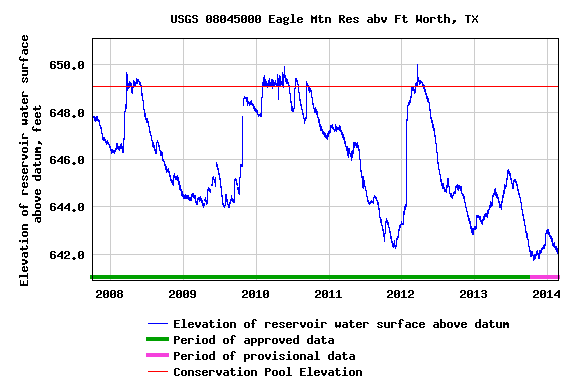 USGS 08045000 Eagle Mtn Res abv Ft Worth, TX
Elevation of reservoir water surface
above datum, feet
650.0
648.0
646.0
644.0
642.0
2008 2009 2010 2011 2012 2013 2014
Elevation of reservoir water surface above datum
Period of approved data
Period of provisional data
Conservation Pool Elevation